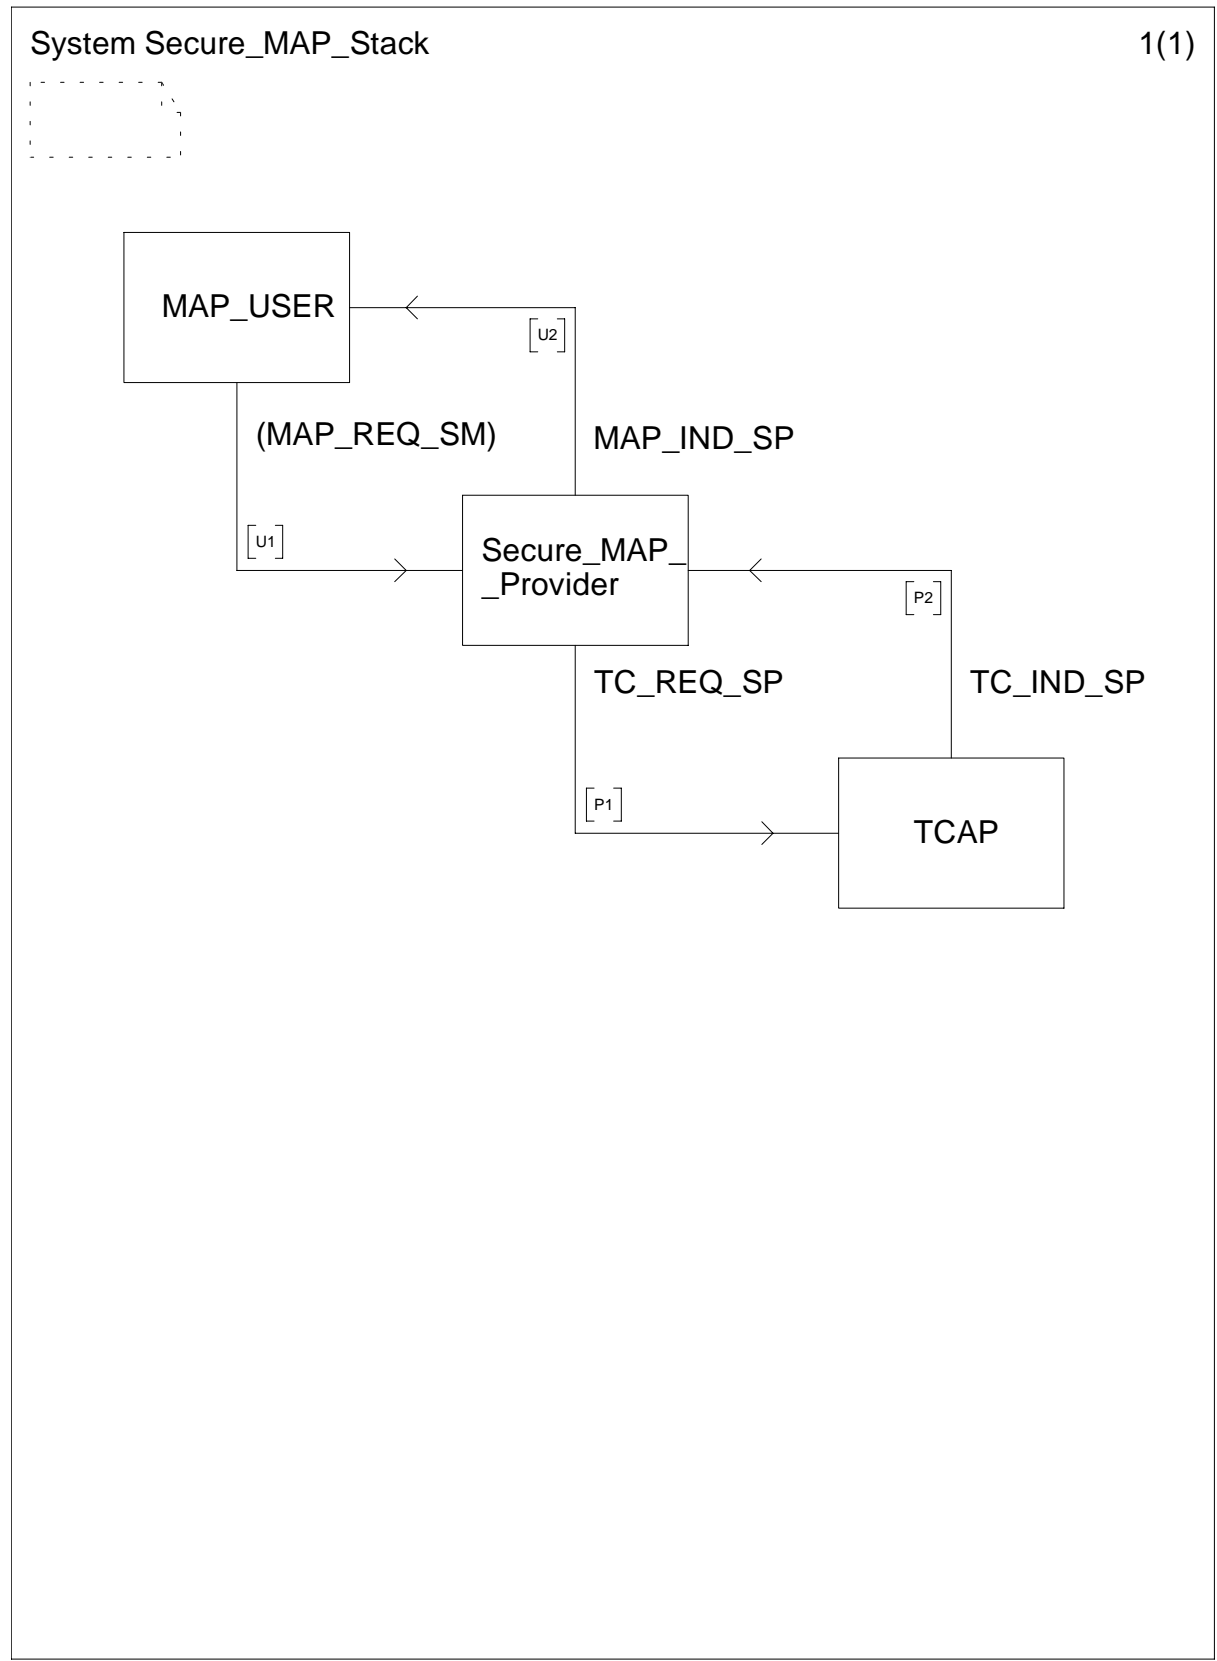 System Secure_MAP_Stack
1(1)
MAP_USER
[U2]
(MAP_REQ_SM)
MAP_IND_SP
[U1]
Secure_MAP_
_Provider
[P2]
TC_REQ_SP
TC_IND_SP
[P1]
TCAP